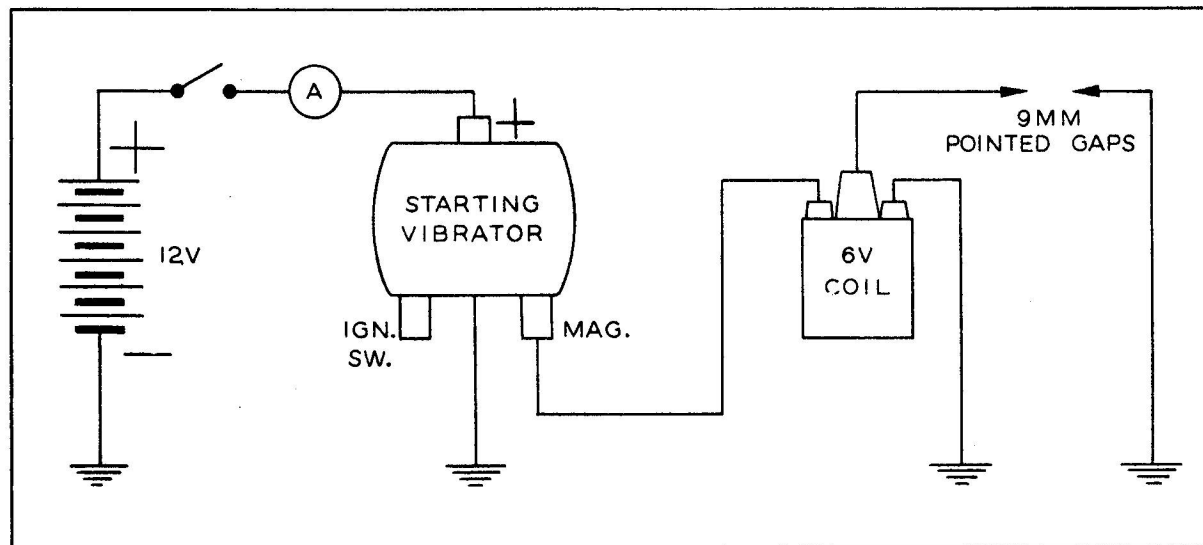 A
+
+
12V
—
STARTING
VIBRATOR
IGN.
SW.
MAG.
6V
COIL
9MM
POINTED GAPS